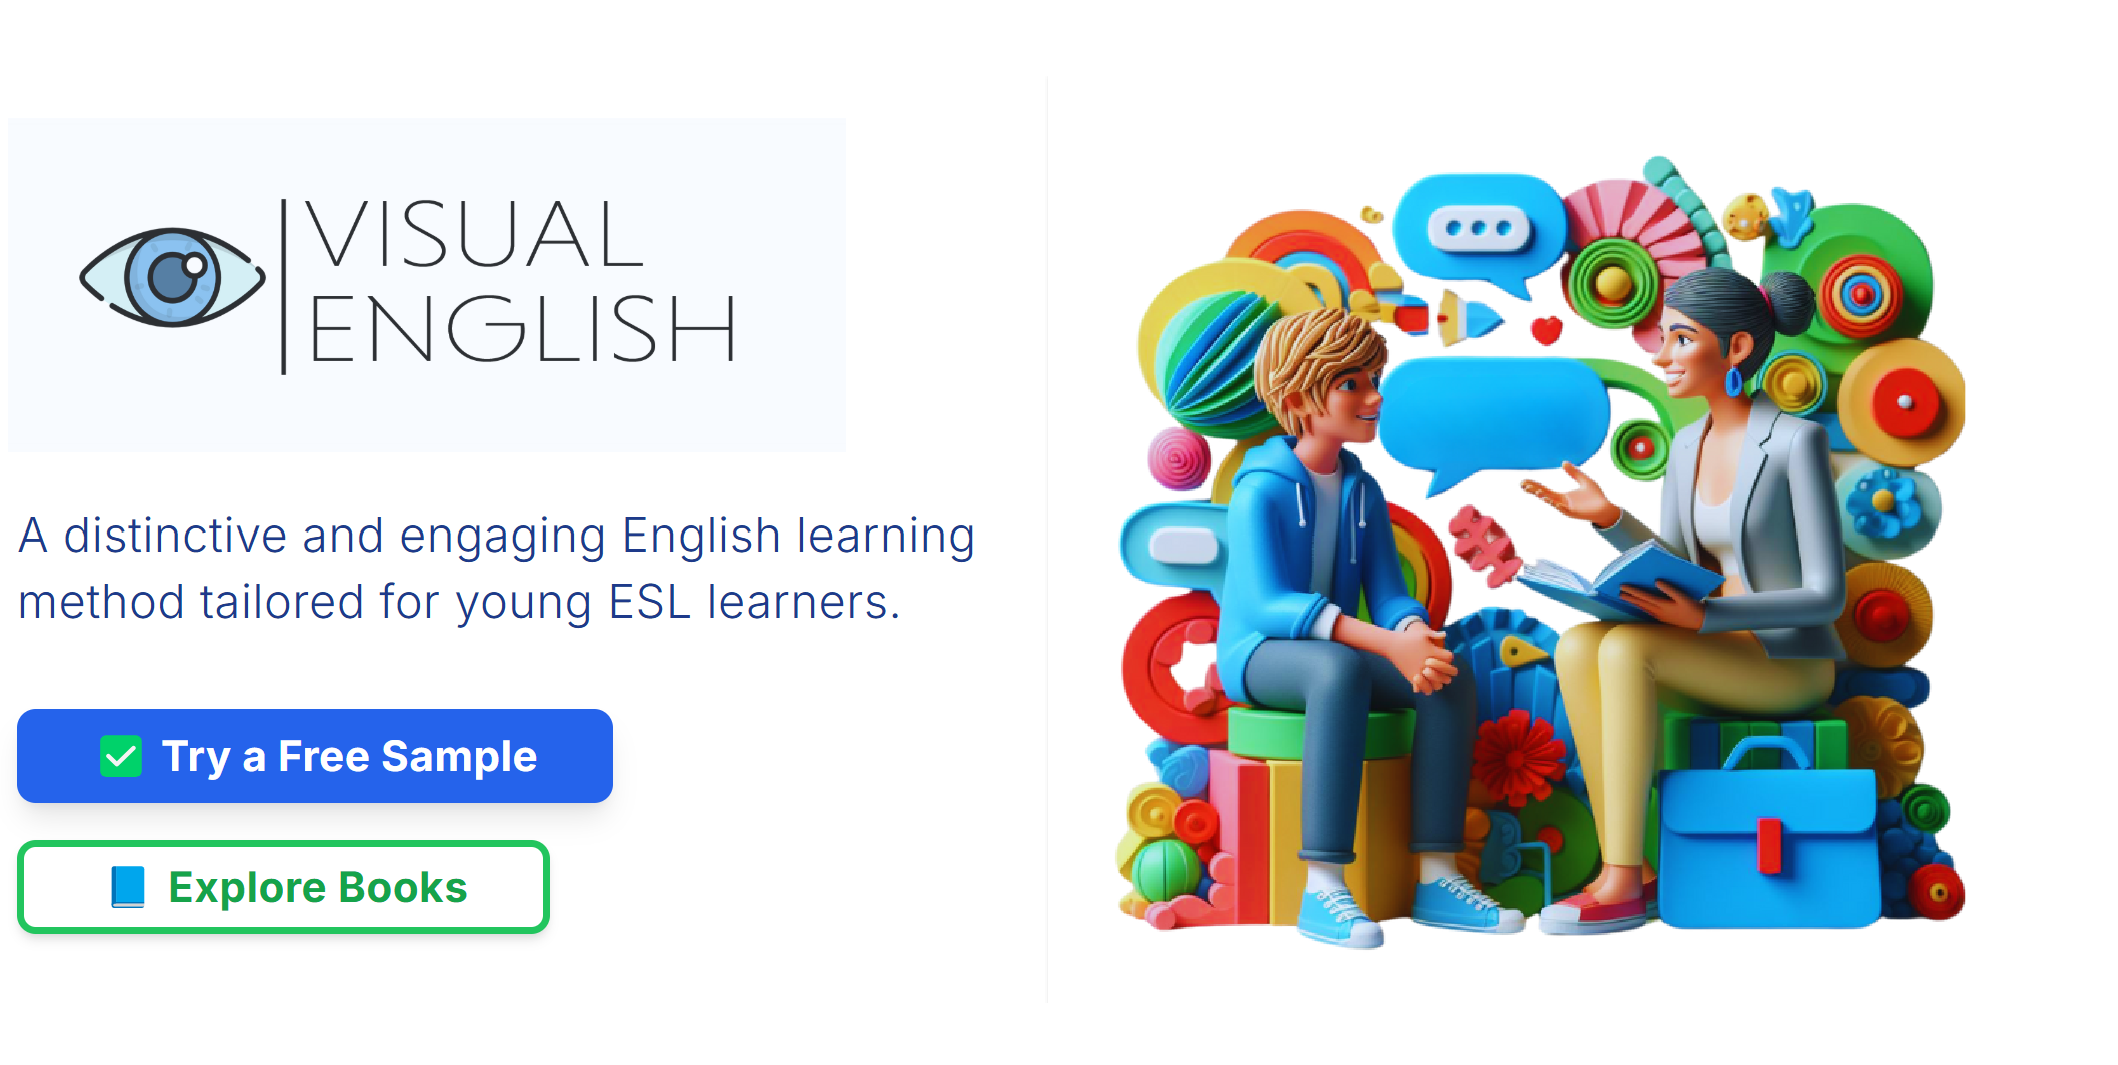 VISUAL
ENGLISH
A distinctive and engaging English learning
method tailored for young ESL learners.
✅ Try a Free Sample
📘 Explore Books